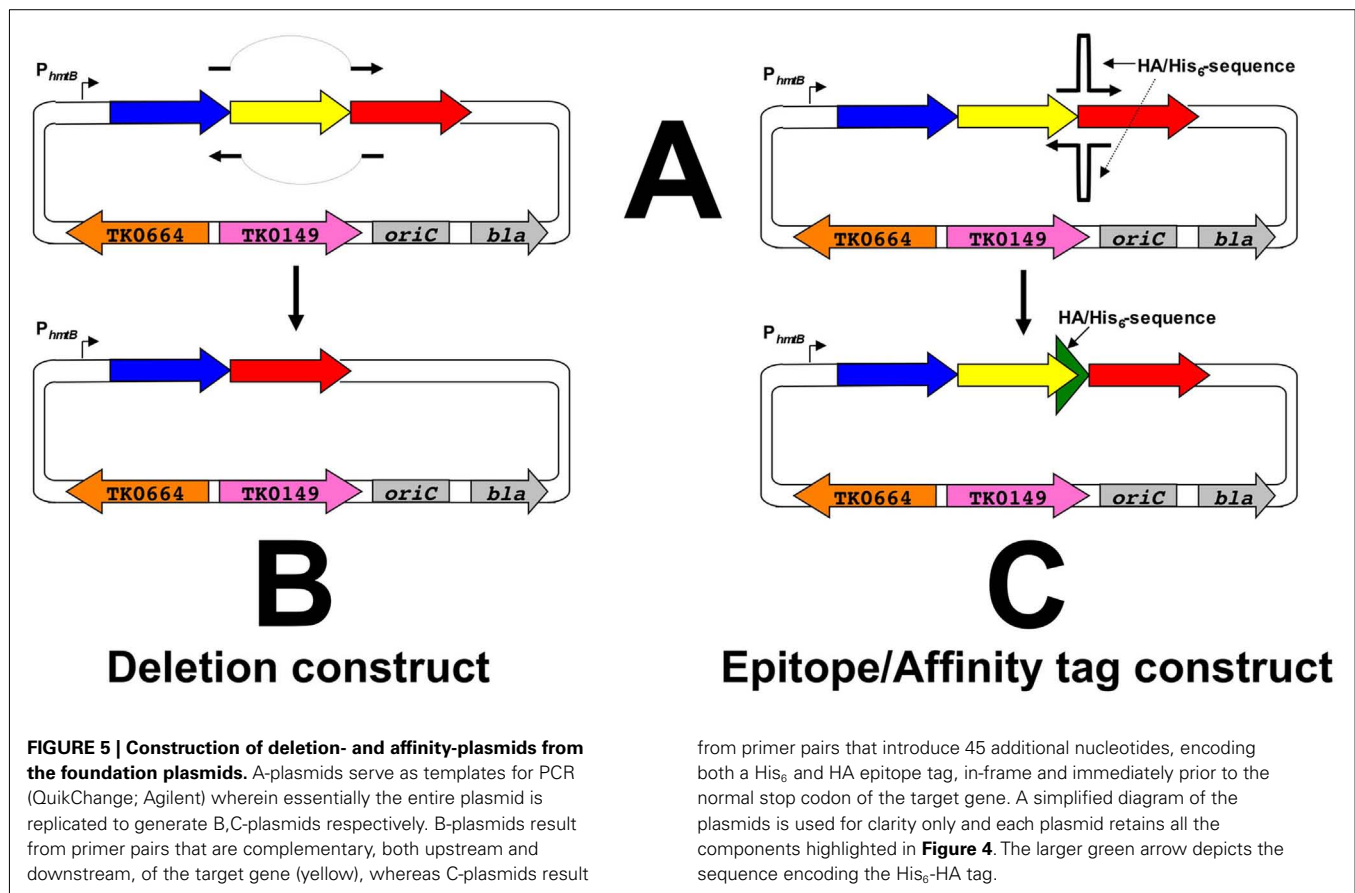 P hmtB
TK0664 TK0149 oriC bla
P hmtB
TK0664 TK0149 oriC bla
B
Deletion construct
A
P hmtB
HA/His6-sequence
TK0664 TK0149 oriC bla
HA/His6-sequence
P hmtB
TK0664 TK0149 oriC bla
C
Epitope/Affinity tag construct
FIGURE 5 | Construction of deletion- and affinity-plasmids from
the foundation plasmids. A-plasmids serve as templates for PCR
(QuikChange; Agilent) wherein essentially the entire plasmid is
replicated to generate B,C-plasmids respectively. B-plasmids result
from primer pairs that are complementary, both upstream and
downstream, of the target gene (yellow), whereas C-plasmids result
from primer pairs that introduce 45 additional nucleotides, encoding
both a His6 and HA epitope tag, in-frame and immediately prior to the
normal stop codon of the target gene. A simplified diagram of the
plasmids is used for clarity only and each plasmid retains all the
components highlighted in Figure 4. The larger green arrow depicts the
sequence encoding the His6-HA tag.